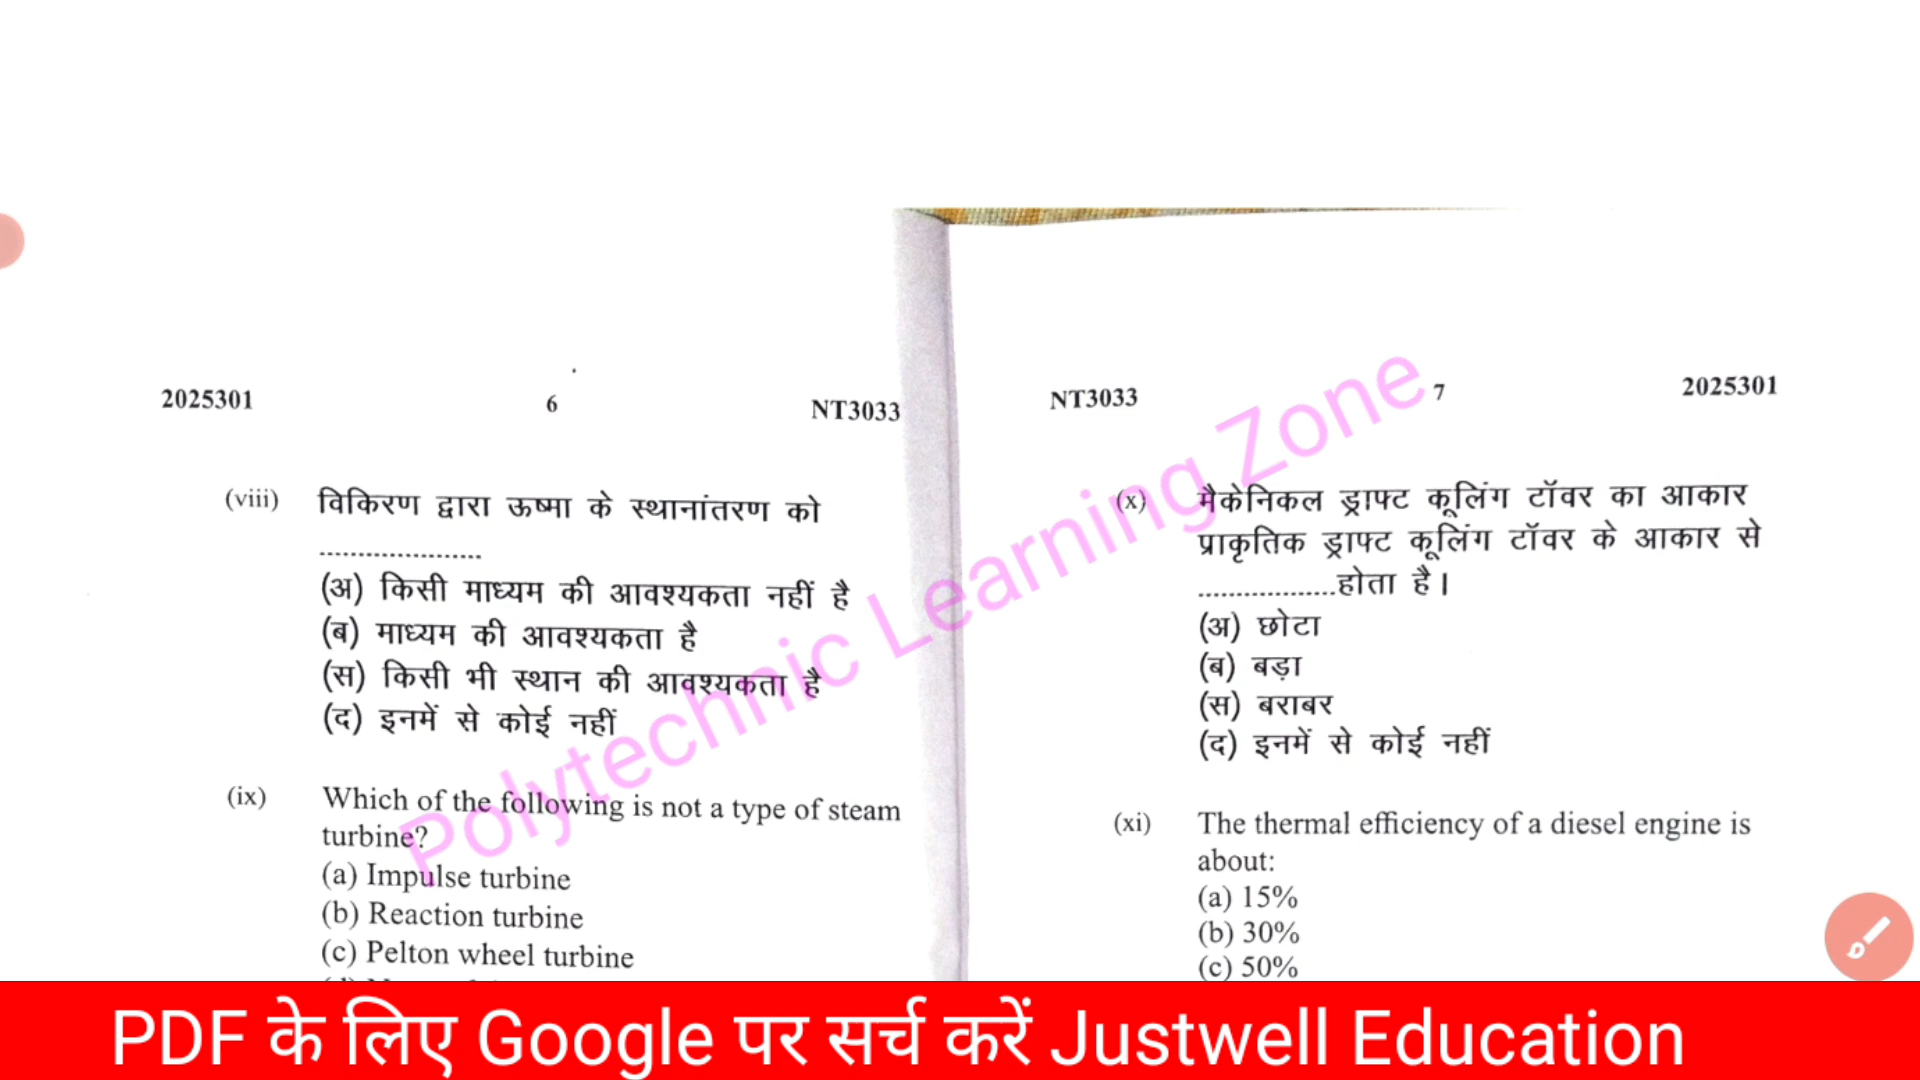 2025301 6 NT3033
(viii) विकिरण द्वारा ऊष्मा के स्थानांतरण को
.....................
(अ) किसी माध्यम की आवश्यकता नहीं है
(ब) माध्यम की आवश्यकता है
(स) किसी भी स्थान की आवश्यकता है
(द) इनमें से कोई नहीं
(ix) Which of the following is not a type of steam
turbine?
(a) Impulse turbine
(b) Reaction turbine
(c) Pelton wheel turbine
NT3033 7 2025301
(x) मैकेनिकल ड्राफ्ट कूलिंग टॉवर का आकार
प्राकृतिक ड्राफ्ट कूलिंग टॉवर के आकार से
..................होता है।
(अ) छोटा
(ब) बड़ा
(स) बराबर
(द) इनमें से कोई नहीं
(xi) The thermal efficiency of a diesel engine is
about:
(a) 15%
(b) 30%
(c) 50%
Polytechnic Learning Zone
PDF के लिए Google पर सर्च करें Justwell Education